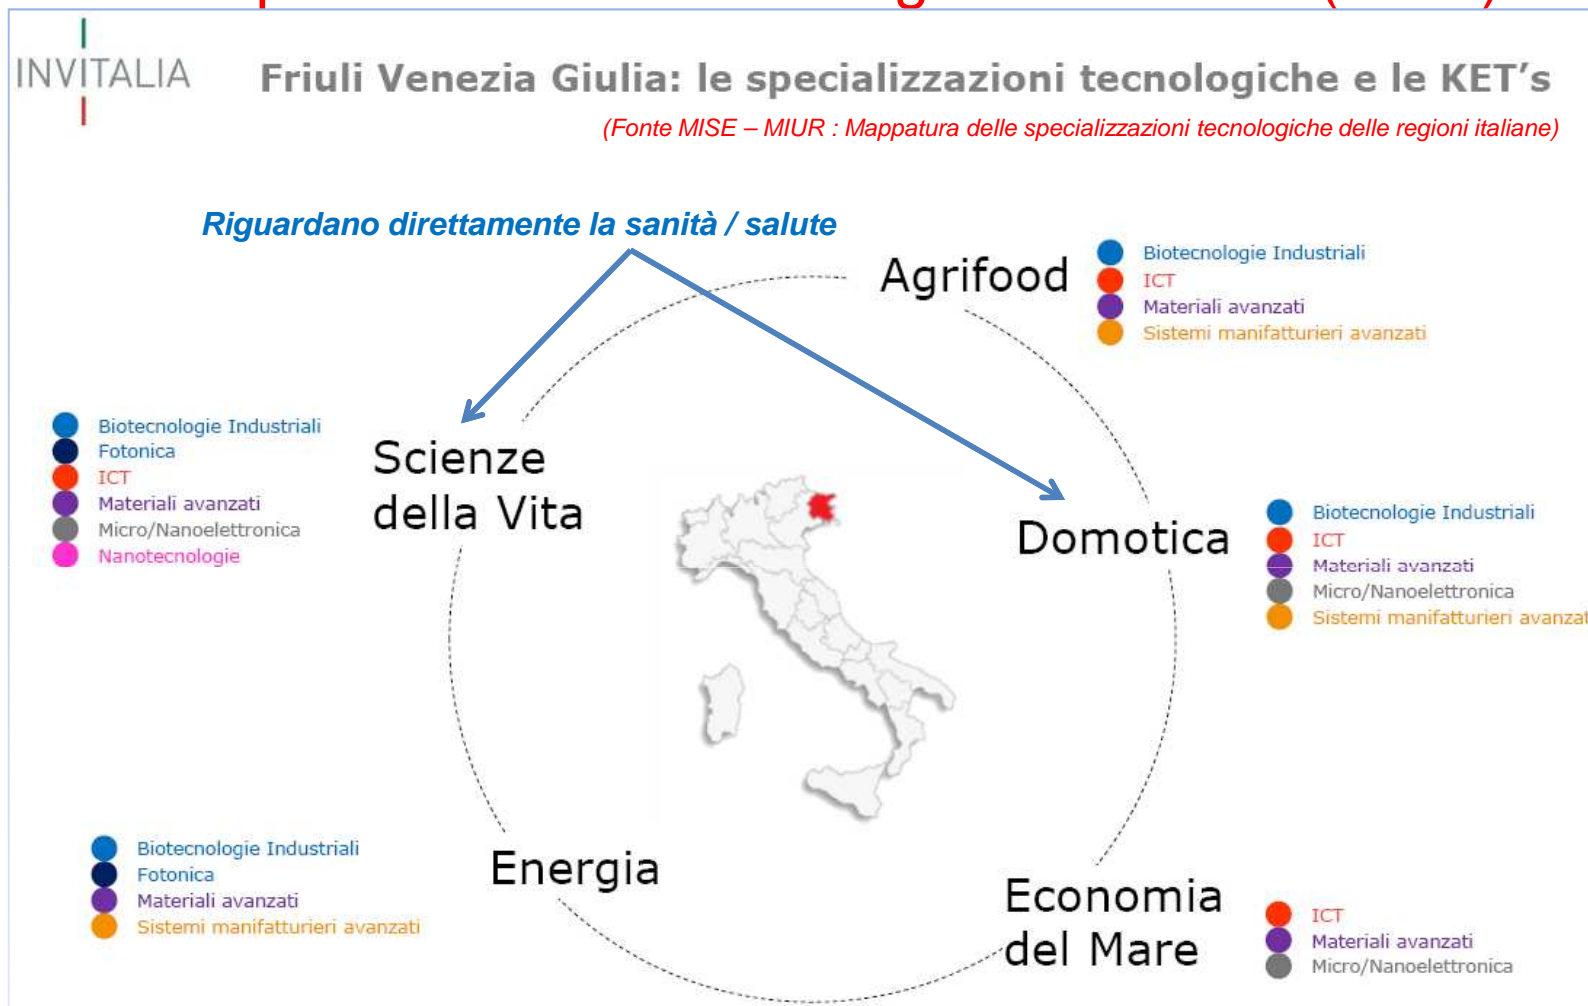 INVITALIA
Friuli Venezia Giulia: le specializzazioni tecnologiche e le KET's
(Fonte MISE – MIUR : Mappatura delle specializzazioni tecnologiche delle regioni italiane)
Riguardano direttamente la sanità / salute
Agrifood
Biotecnologie Industriali
ICT
Materiali avanzati
Sistemi manifatturieri avanzati
Biotecnologie Industriali
Fotonica
ICT
Materiali avanzati
Micro/Nanoelettronica
Nanotecnologie
Scienze
della Vita
Domotica
Biotecnologie Industriali
ICT
Materiali avanzati
Micro/Nanoelettronica
Sistemi manifatturieri avanzat
Biotecnologie Industriali
Fotonica
Materiali avanzati
Sistemi manifatturieri avanzati
Energia
Economia
del Mare
ICT
Materiali avanzati
Micro/Nanoelettronica